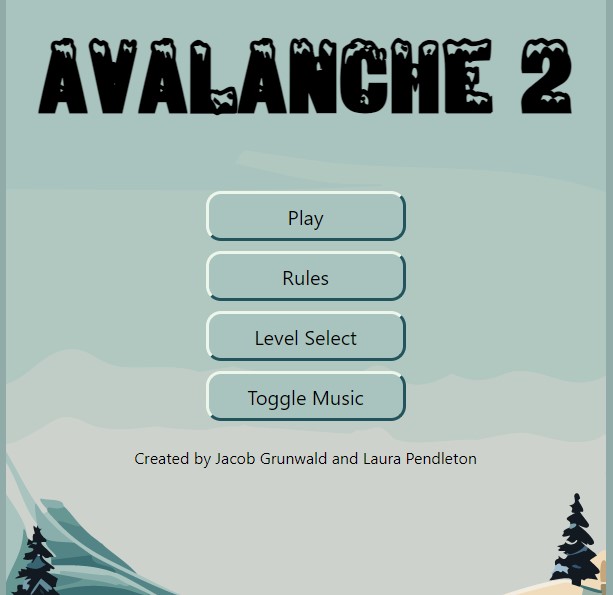 AVALANCHE 2
Play
Rules
Level Select
Toggle Music
Created by Jacob Grunwald and Laura Pendleton